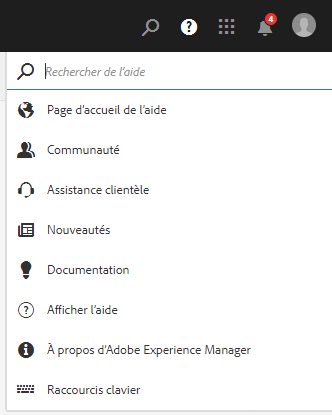 4
Rechercher de l'aide
Page d'accueil de l'aide
Communauté
Assistance clientèle
Nouveautés
Documentation
Afficher l'aide
À propos d'Adobe Experience Manager
Raccourcis clavier